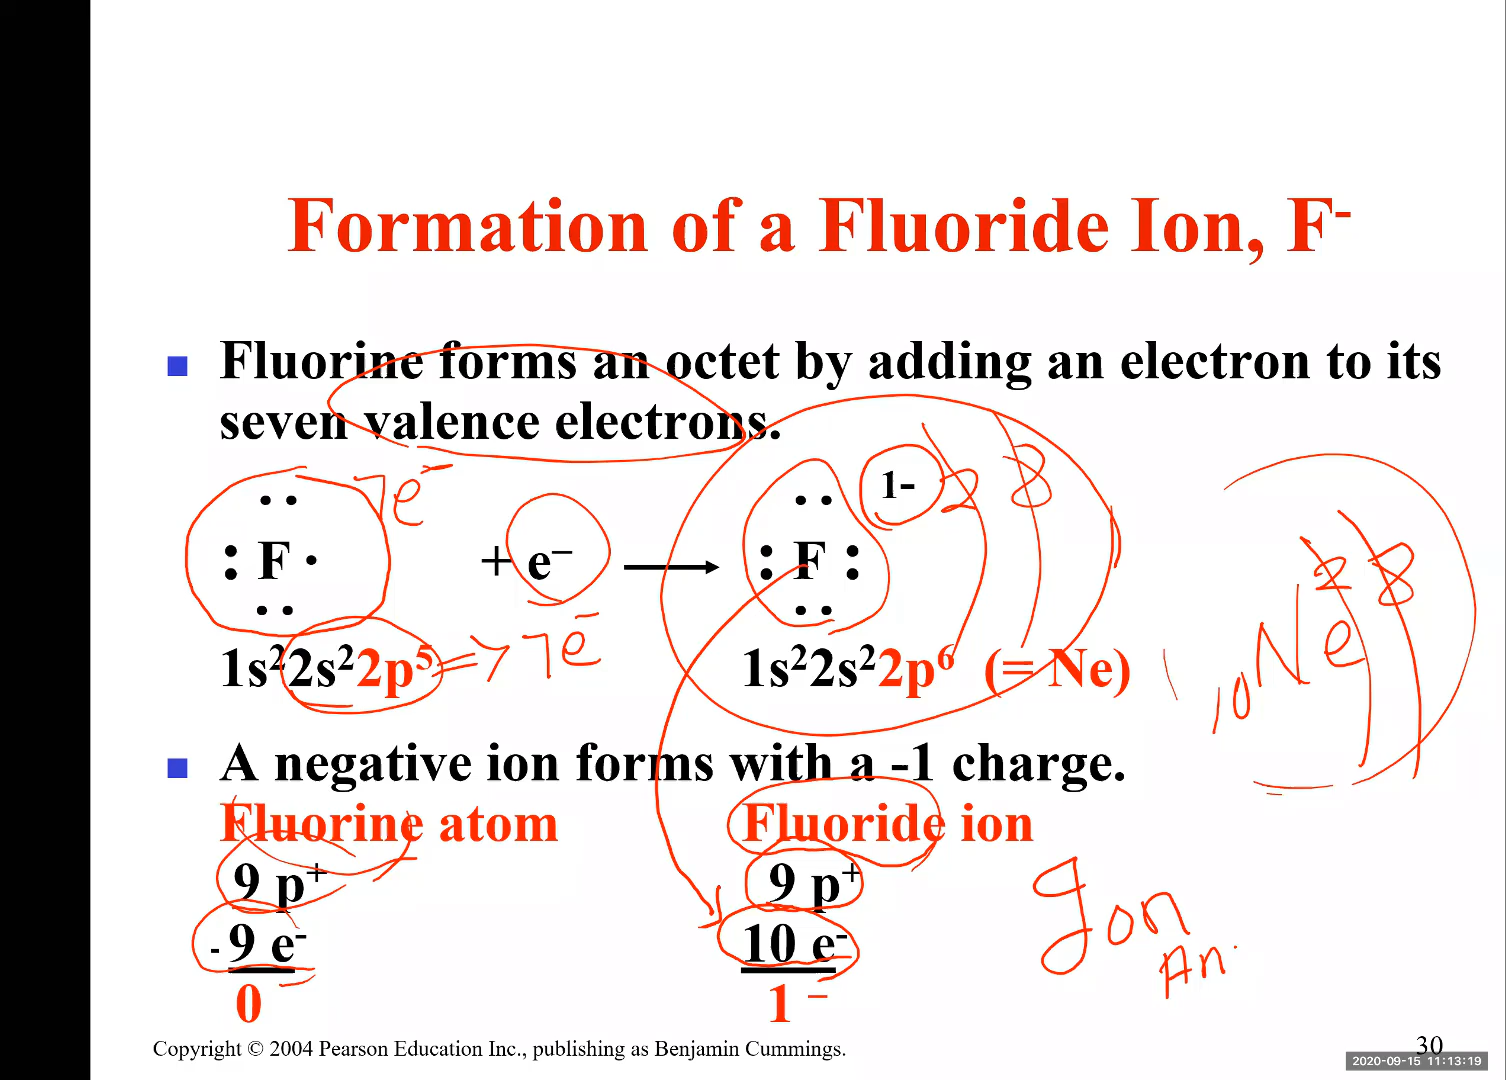 Formation of a Fluoride Ion, F-
Fluorine forms an octet by adding an electron to its
seven valence electrons.
7e-
1-
2 8
: F ·
+ e–
: F :
2 8
10Ne
1s²2s²2p⁵ => 7e-
1s²2s²2p⁶ (= Ne)
A negative ion forms with a -1 charge.
Fluorine atom
Fluoride ion
9 p⁺
9 p⁺
- 9 e⁻
10 e⁻
0
1 –
Ion
An
Copyright © 2004 Pearson Education Inc., publishing as Benjamin Cummings.
30
2020-09-15 11:13:19